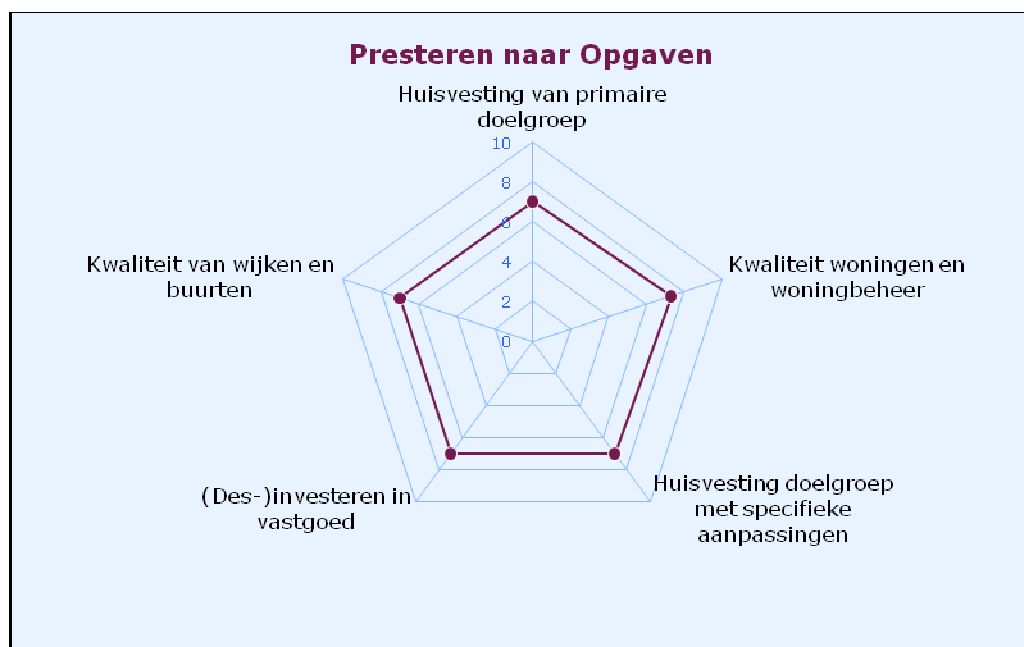 Presteren naar Opgaven
Huisvesting van primaire
doelgroep
10
8
6
4
2
0
Kwaliteit van wijken en
buurten
Kwaliteit woningen en
woningbeheer
(Des-)investeren in
vastgoed
Huisvesting doelgroep
met specifieke
aanpassingen